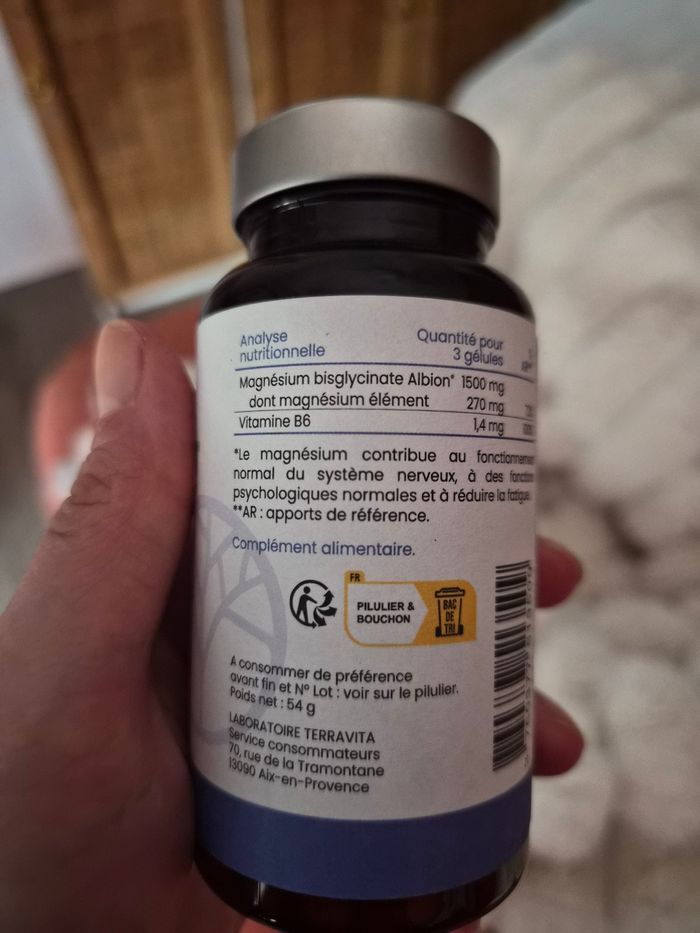 Analyse
nutritionnelle
Quantité pour
3 gélules
Magnésium bisglycinate Albion* 1500 mg
dont magnésium élément 270 mg
Vitamine B6 1,4 mg
*Le magnésium contribue au fonctionnement
normal du système nerveux, à des fonctions
psychologiques normales et à réduire la fatigue.
**AR : apports de référence.
Complément alimentaire.
FR
PILULIER &
BOUCHON
BAC
DE
TRI
A consommer de préférence
avant fin et N° Lot : voir sur le pilulier.
Poids net : 54 g
LABORATOIRE TERRAVITA
Service consommateurs
70, rue de la Tramontane
13090 Aix-en-Provence